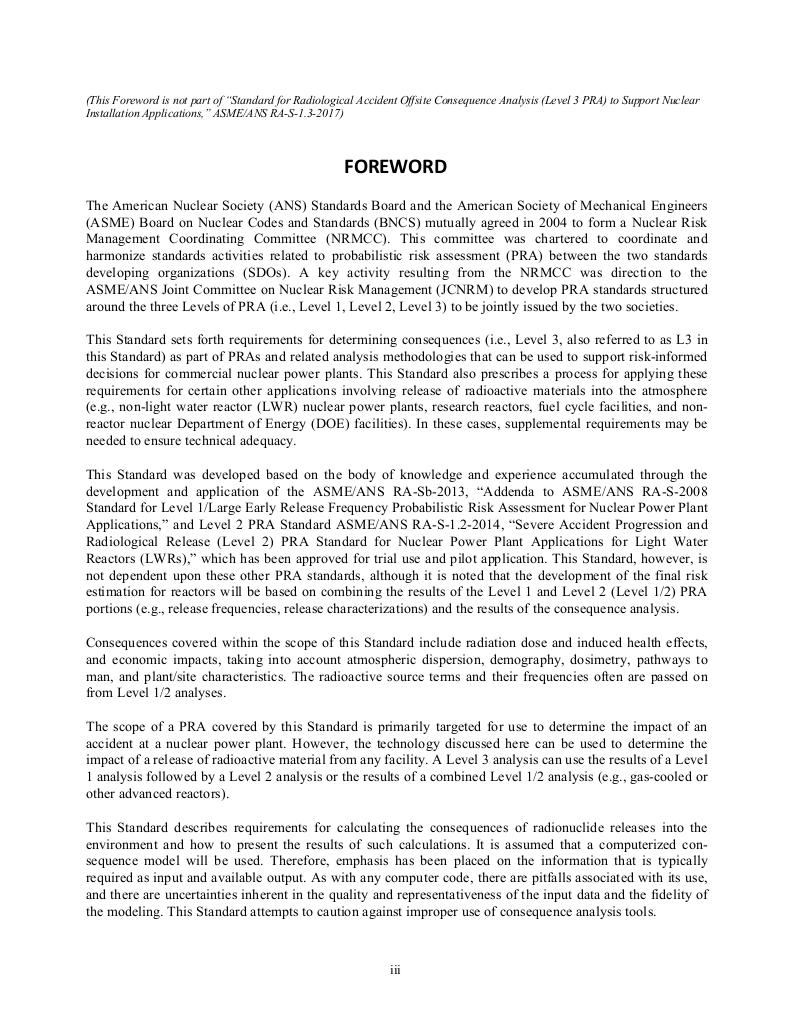 (This Foreword is not part of “Standard for Radiological Accident Offsite Consequence Analysis (Level 3 PRA) to Support Nuclear
Installation Applications,” ASME/ANS RA-S-1.3-2017)
FOREWORD
The American Nuclear Society (ANS) Standards Board and the American Society of Mechanical Engineers
(ASME) Board on Nuclear Codes and Standards (BNCS) mutually agreed in 2004 to form a Nuclear Risk
Management Coordinating Committee (NRMCC). This committee was chartered to coordinate and
harmonize standards activities related to probabilistic risk assessment (PRA) between the two standards
developing organizations (SDOs). A key activity resulting from the NRMCC was direction to the
ASME/ANS Joint Committee on Nuclear Risk Management (JCNRM) to develop PRA standards structured
around the three Levels of PRA (i.e., Level 1, Level 2, Level 3) to be jointly issued by the two societies.
This Standard sets forth requirements for determining consequences (i.e., Level 3, also referred to as L3 in
this Standard) as part of PRAs and related analysis methodologies that can be used to support risk-informed
decisions for commercial nuclear power plants. This Standard also prescribes a process for applying these
requirements for certain other applications involving release of radioactive materials into the atmosphere
(e.g., non-light water reactor (LWR) nuclear power plants, research reactors, fuel cycle facilities, and non-
reactor nuclear Department of Energy (DOE) facilities). In these cases, supplemental requirements may be
needed to ensure technical adequacy.
This Standard was developed based on the body of knowledge and experience accumulated through the
development and application of the ASME/ANS RA-Sb-2013, “Addenda to ASME/ANS RA-S-2008
Standard for Level 1/Large Early Release Frequency Probabilistic Risk Assessment for Nuclear Power Plant
Applications,” and Level 2 PRA Standard ASME/ANS RA-S-1.2-2014, “Severe Accident Progression and
Radiological Release (Level 2) PRA Standard for Nuclear Power Plant Applications for Light Water
Reactors (LWRs),” which has been approved for trial use and pilot application. This Standard, however, is
not dependent upon these other PRA standards, although it is noted that the development of the final risk
estimation for reactors will be based on combining the results of the Level 1 and Level 2 (Level 1/2) PRA
portions (e.g., release frequencies, release characterizations) and the results of the consequence analysis.
Consequences covered within the scope of this Standard include radiation dose and induced health effects,
and economic impacts, taking into account atmospheric dispersion, demography, dosimetry, pathways to
man, and plant/site characteristics. The radioactive source terms and their frequencies often are passed on
from Level 1/2 analyses.
The scope of a PRA covered by this Standard is primarily targeted for use to determine the impact of an
accident at a nuclear power plant. However, the technology discussed here can be used to determine the
impact of a release of radioactive material from any facility. A Level 3 analysis can use the results of a Level
1 analysis followed by a Level 2 analysis or the results of a combined Level 1/2 analysis (e.g., gas-cooled or
other advanced reactors).
This Standard describes requirements for calculating the consequences of radionuclide releases into the
environment and how to present the results of such calculations. It is assumed that a computerized con-
sequence model will be used. Therefore, emphasis has been placed on the information that is typically
required as input and available output. As with any computer code, there are pitfalls associated with its use,
and there are uncertainties inherent in the quality and representativeness of the input data and the fidelity of
the modeling. This Standard attempts to caution against improper use of consequence analysis tools.
iii